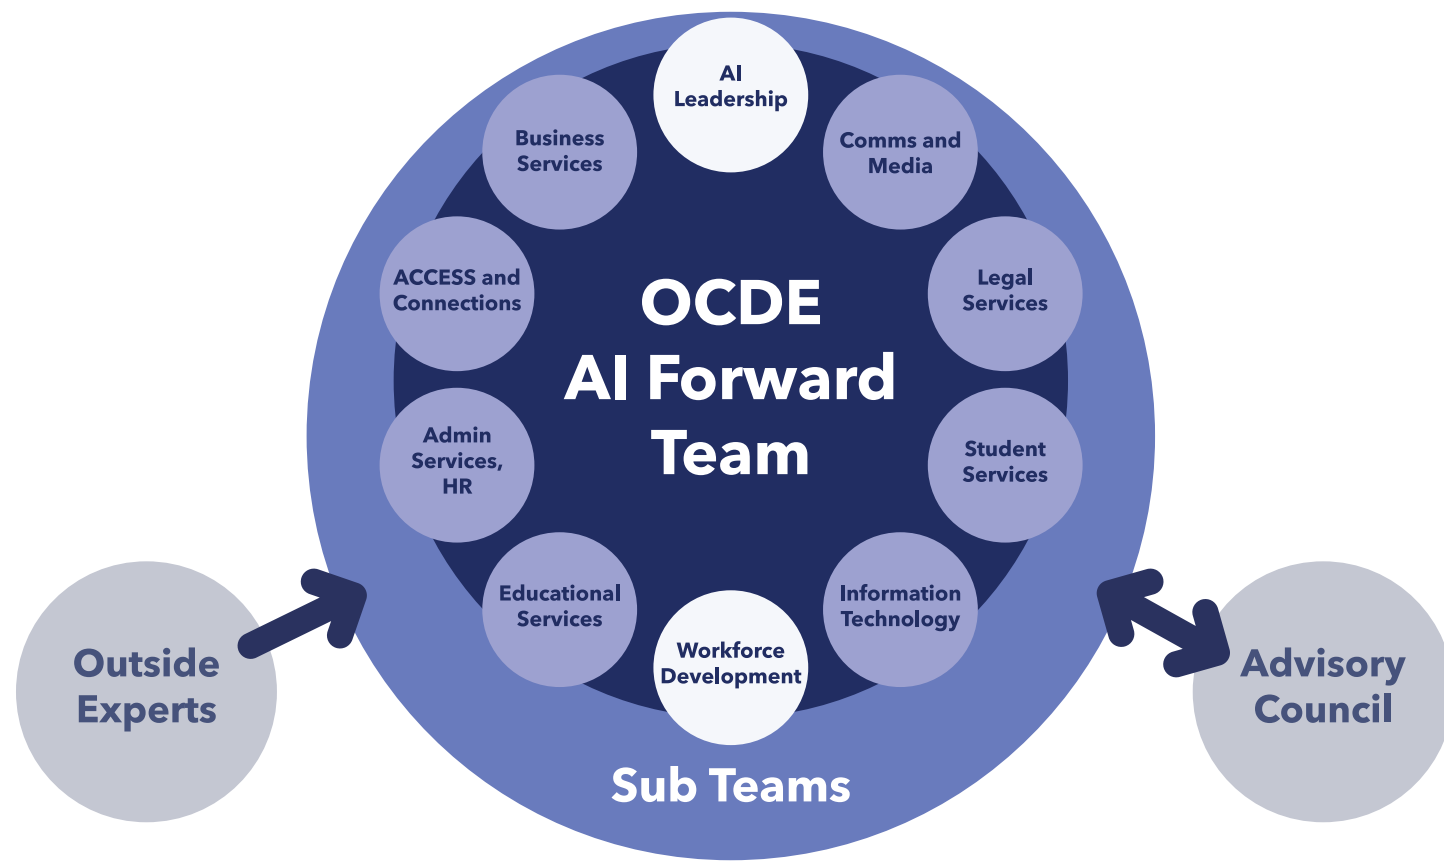 AI
Leadership
Business
Services
Comms and
Media
ACCESS and
Connections
Legal
Services
OCDE
AI Forward
Team
Admin
Services,
HR
Student
Services
Educational
Services
Information
Technology
Workforce
Development
Outside
Experts
Advisory
Council
Sub Teams